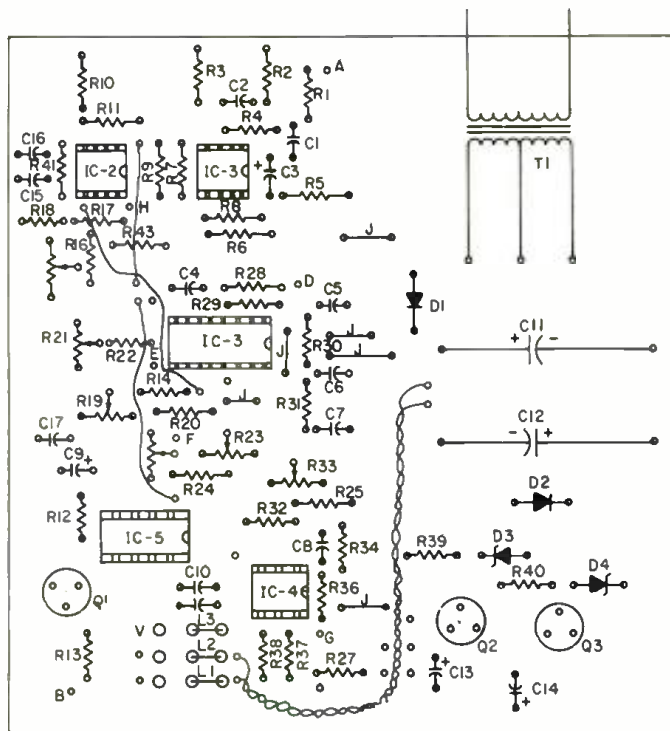 R10
R3
R2
A
C2
R1
R11
R4
C1
T1
C16
R41
IC-2
R9
R7
IC-3
+
C3
C15
R5
R18
R17
H
R8
R43
R6
J
R16
C4
R28
D
C5
R29
D1
R21
R22
E
IC-3
J
R30
J
J
+
C11
-
C6
R14
R19
R20
J
R31
C7
-
C12
+
C17
F
R23
C9
+
R24
R33
R25
D2
R12
R32
IC-5
C8
R34
R39
D3
D4
R40
C10
IC-4
R36
Q1
J
V
L3
G
Q2
Q3
R13
L2
R38
R37
R27
+
C13
B
L1
C14
+